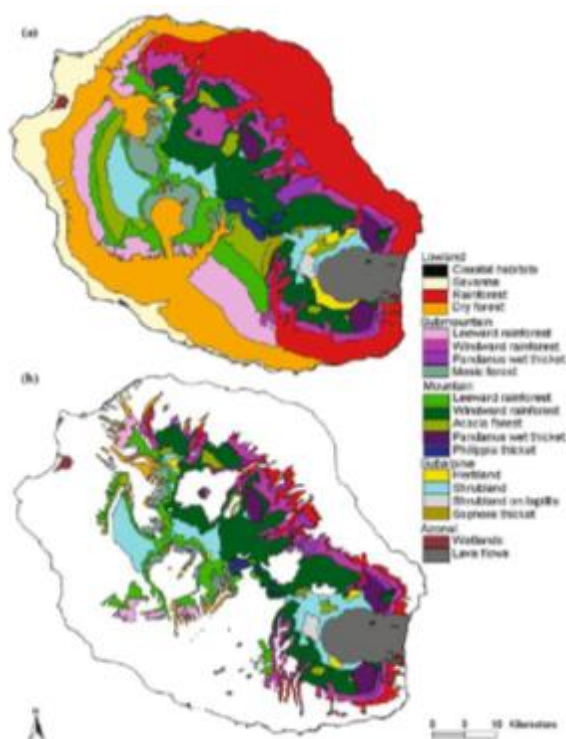 (a)
Lowland
Coastal habitats
Savanna
Rainforest
Dry forest
Submountain
Leeward rainforest
Windward rainforest
Pandanus wet thicket
Mesic forest
Mountain
Leeward rainforest
Windward rainforest
Acacia forest
Pandanus wet thicket
Philippia thicket
Subalpine
Herbland
Shrubland
Shrubland on lapillis
Sophora thicket
Azonal
Wetlands
Lava flows
(b)
N
0 5 10 Kilometers